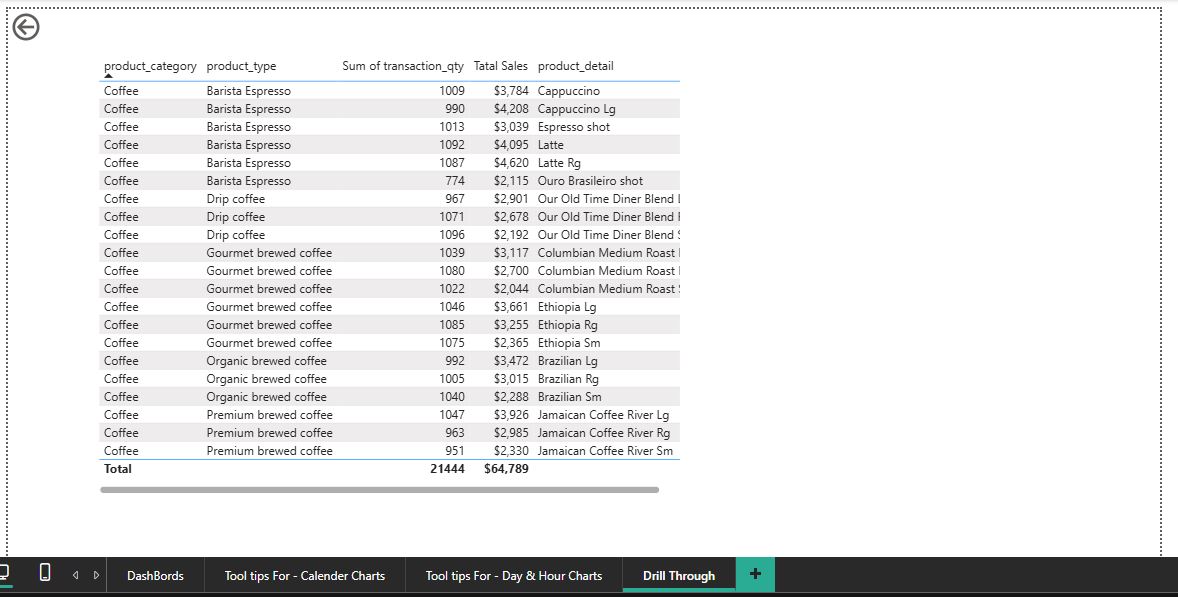 product_category product_type Sum of transaction_qty Tatal Sales product_detail
Coffee Barista Espresso 1009 $3,784 Cappuccino
Coffee Barista Espresso 990 $4,208 Cappuccino Lg
Coffee Barista Espresso 1013 $3,039 Espresso shot
Coffee Barista Espresso 1092 $4,095 Latte
Coffee Barista Espresso 1087 $4,620 Latte Rg
Coffee Barista Espresso 774 $2,115 Ouro Brasileiro shot
Coffee Drip coffee 967 $2,901 Our Old Time Diner Blend
Coffee Drip coffee 1071 $2,678 Our Old Time Diner Blend
Coffee Drip coffee 1096 $2,192 Our Old Time Diner Blend
Coffee Gourmet brewed coffee 1039 $3,117 Columbian Medium Roast
Coffee Gourmet brewed coffee 1080 $2,700 Columbian Medium Roast
Coffee Gourmet brewed coffee 1022 $2,044 Columbian Medium Roast
Coffee Gourmet brewed coffee 1046 $3,661 Ethiopia Lg
Coffee Gourmet brewed coffee 1085 $3,255 Ethiopia Rg
Coffee Gourmet brewed coffee 1075 $2,365 Ethiopia Sm
Coffee Organic brewed coffee 992 $3,472 Brazilian Lg
Coffee Organic brewed coffee 1005 $3,015 Brazilian Rg
Coffee Organic brewed coffee 1040 $2,288 Brazilian Sm
Coffee Premium brewed coffee 1047 $3,926 Jamaican Coffee River Lg
Coffee Premium brewed coffee 963 $2,985 Jamaican Coffee River Rg
Coffee Premium brewed coffee 951 $2,330 Jamaican Coffee River Sm
Total 21444 $64,789
DashBords Tool tips For - Calender Charts Tool tips For - Day & Hour Charts Drill Through +